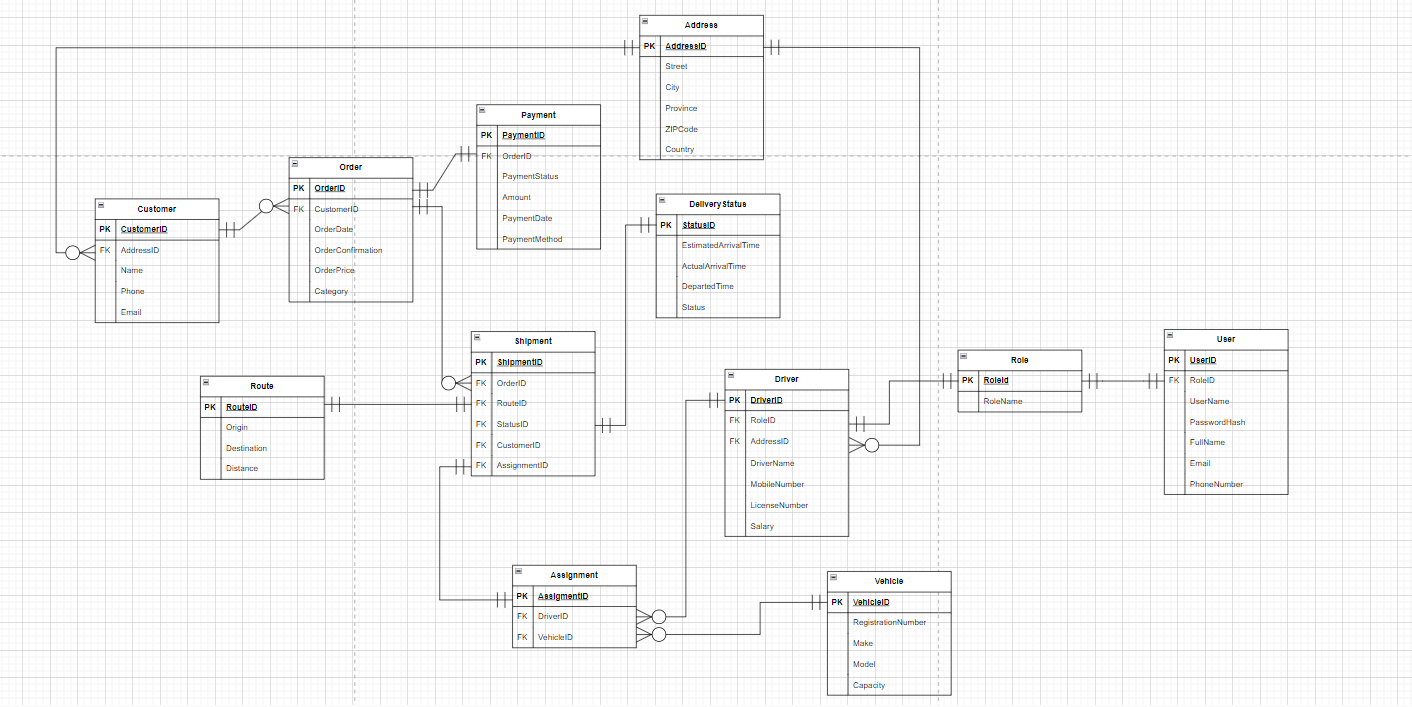 Address
PK AddressID
Street
City
Province
ZIPCode
Country
Payment
PK PaymentID
FK OrderID
PaymentStatus
Amount
PaymentDate
PaymentMethod
Order
PK OrderID
FK CustomerID
OrderDate
OrderConfirmation
OrderPrice
Category
Customer
PK CustomerID
FK AddressID
Name
Phone
Email
DeliveryStatus
PK StatusID
EstimatedArrivalTime
ActualArrivalTime
DepartedTime
Status
Shipment
PK ShipmentID
FK OrderID
FK RouteID
FK StatusID
FK CustomerID
FK AssignmentID
Route
PK RouteID
Origin
Destination
Distance
Driver
PK DriverID
FK RoleID
FK AddressID
DriverName
MobileNumber
LicenseNumber
Salary
Role
PK RoleId
RoleName
User
PK UserID
FK RoleID
UserName
PasswordHash
FullName
Email
PhoneNumber
Assignment
PK AssigmentID
FK DriverID
FK VehicleID
Vehicle
PK VehicleID
RegistrationNumber
Make
Model
Capacity